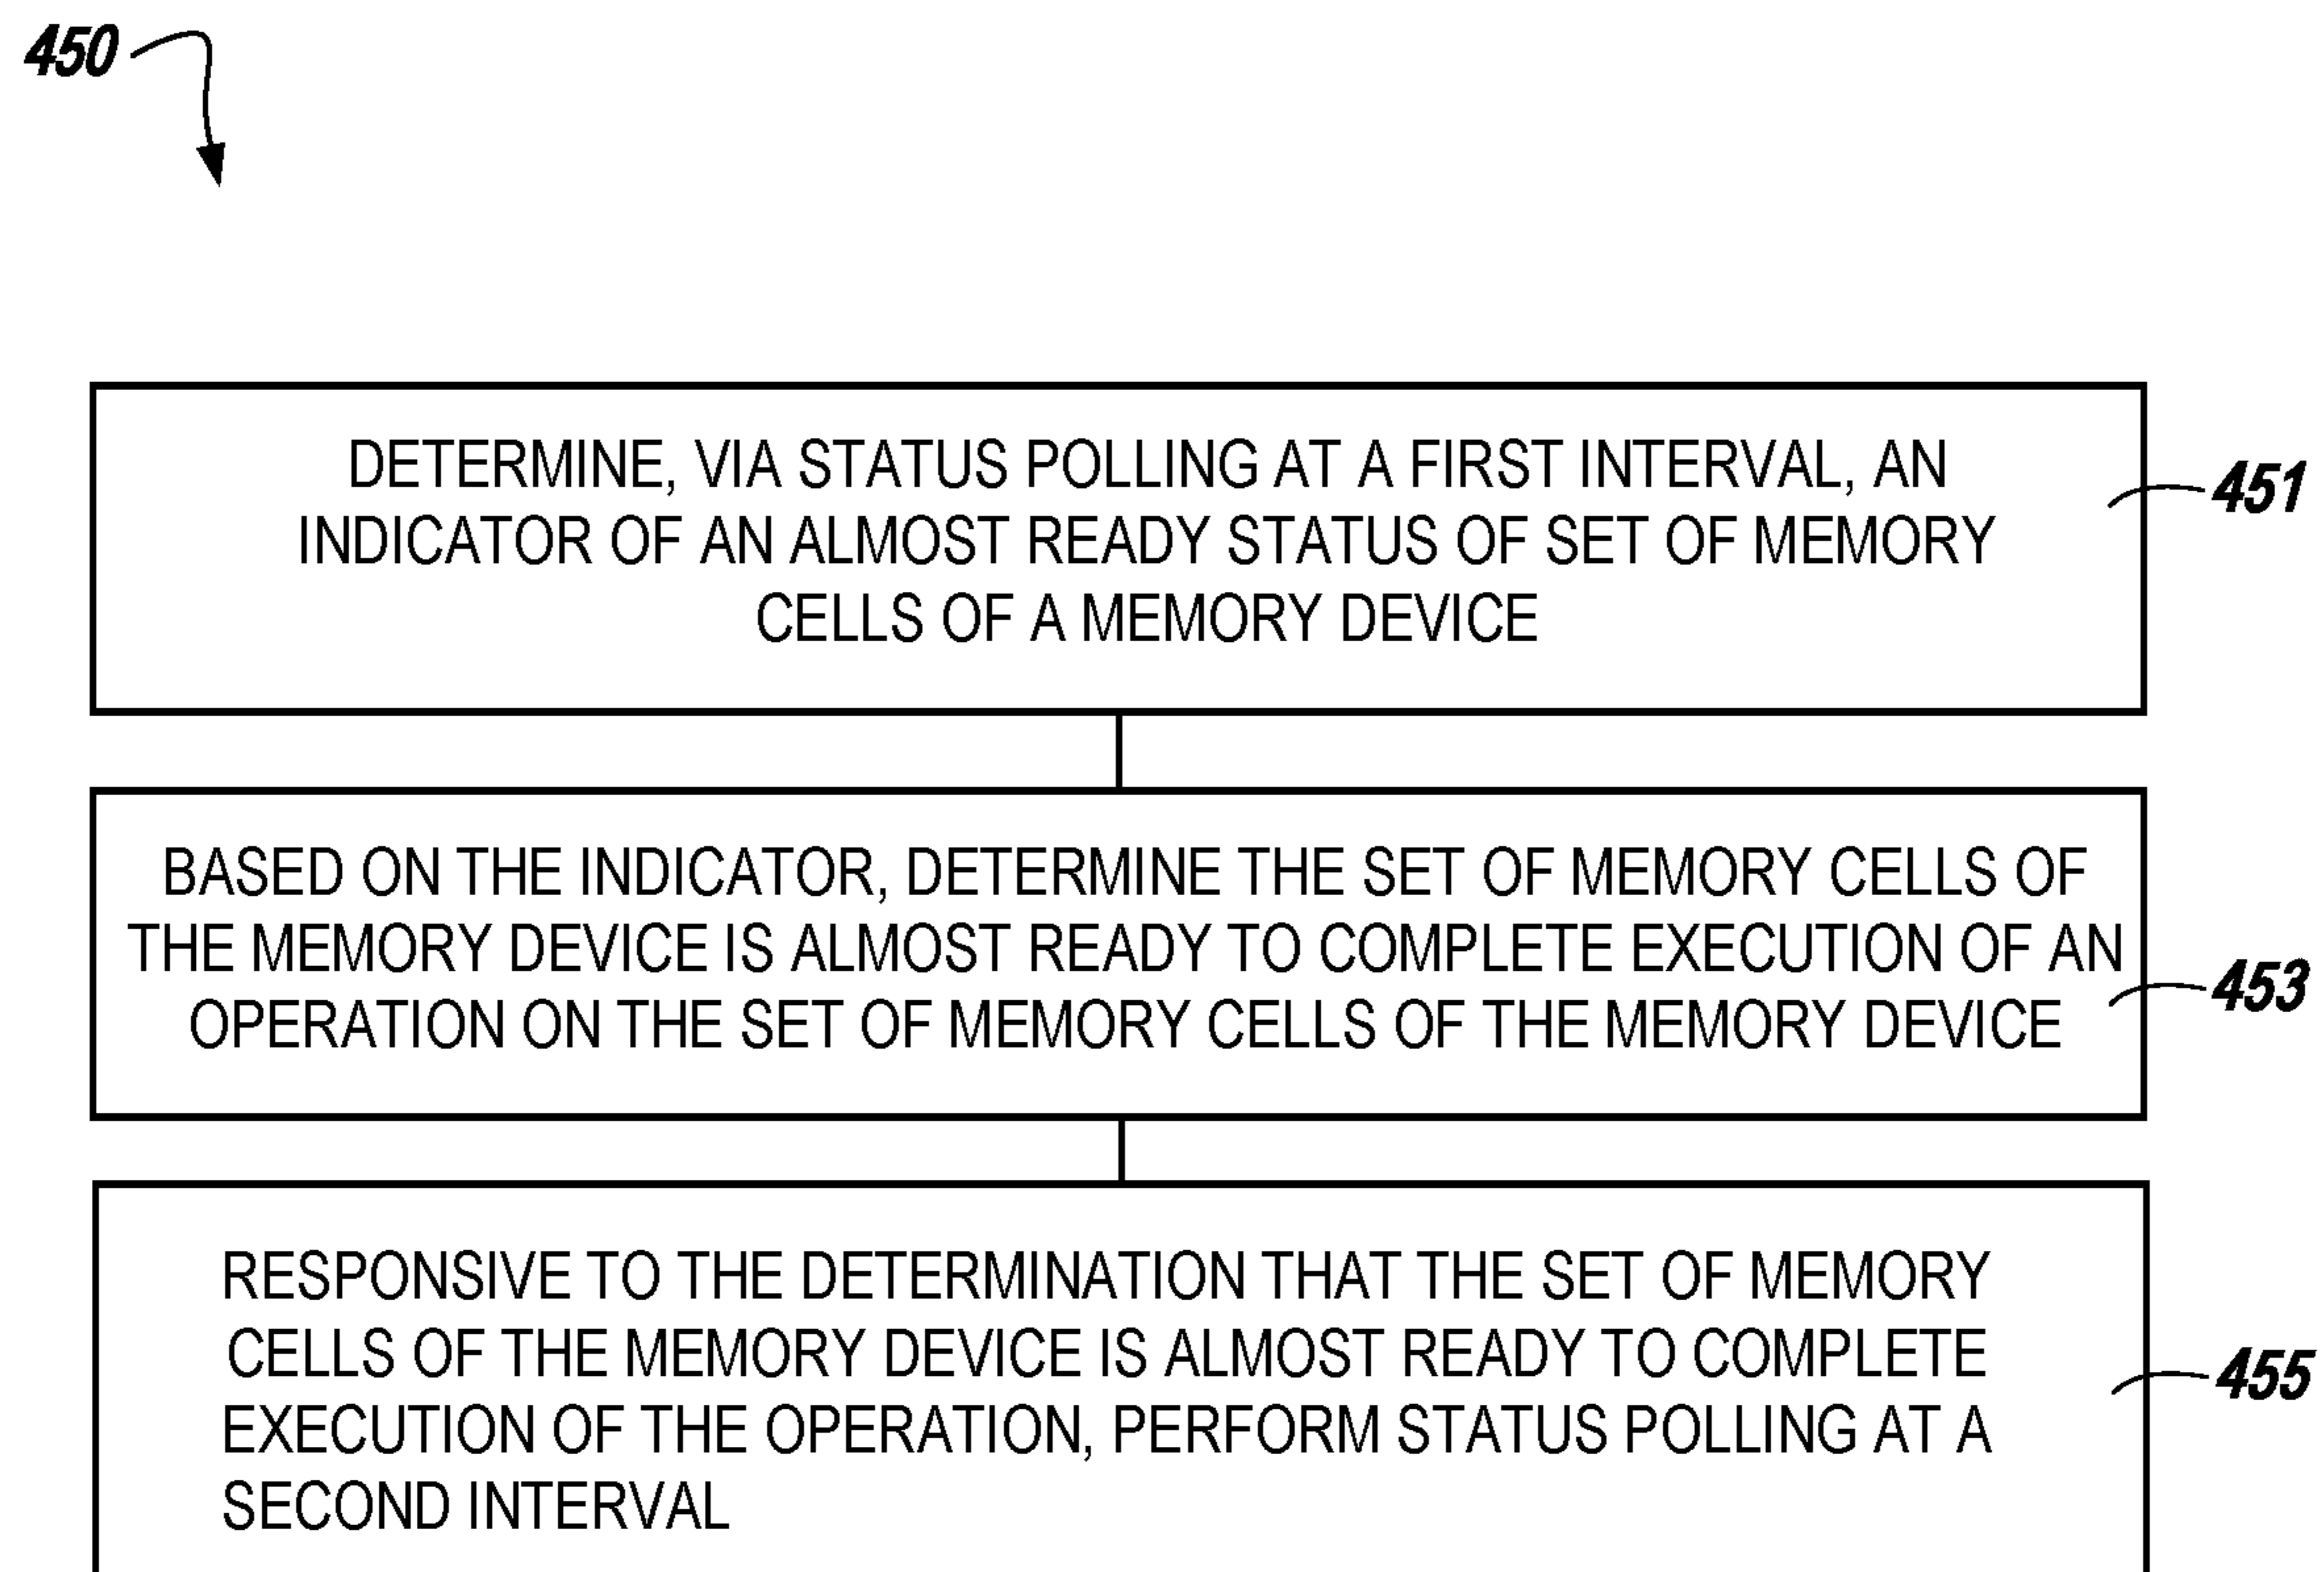 450
DETERMINE, VIA STATUS POLLING AT A FIRST INTERVAL, AN
INDICATOR OF AN ALMOST READY STATUS OF SET OF MEMORY
CELLS OF A MEMORY DEVICE
451
BASED ON THE INDICATOR, DETERMINE THE SET OF MEMORY CELLS OF
THE MEMORY DEVICE IS ALMOST READY TO COMPLETE EXECUTION OF AN
OPERATION ON THE SET OF MEMORY CELLS OF THE MEMORY DEVICE
453
RESPONSIVE TO THE DETERMINATION THAT THE SET OF MEMORY
CELLS OF THE MEMORY DEVICE IS ALMOST READY TO COMPLETE
EXECUTION OF THE OPERATION, PERFORM STATUS POLLING AT A
SECOND INTERVAL
455